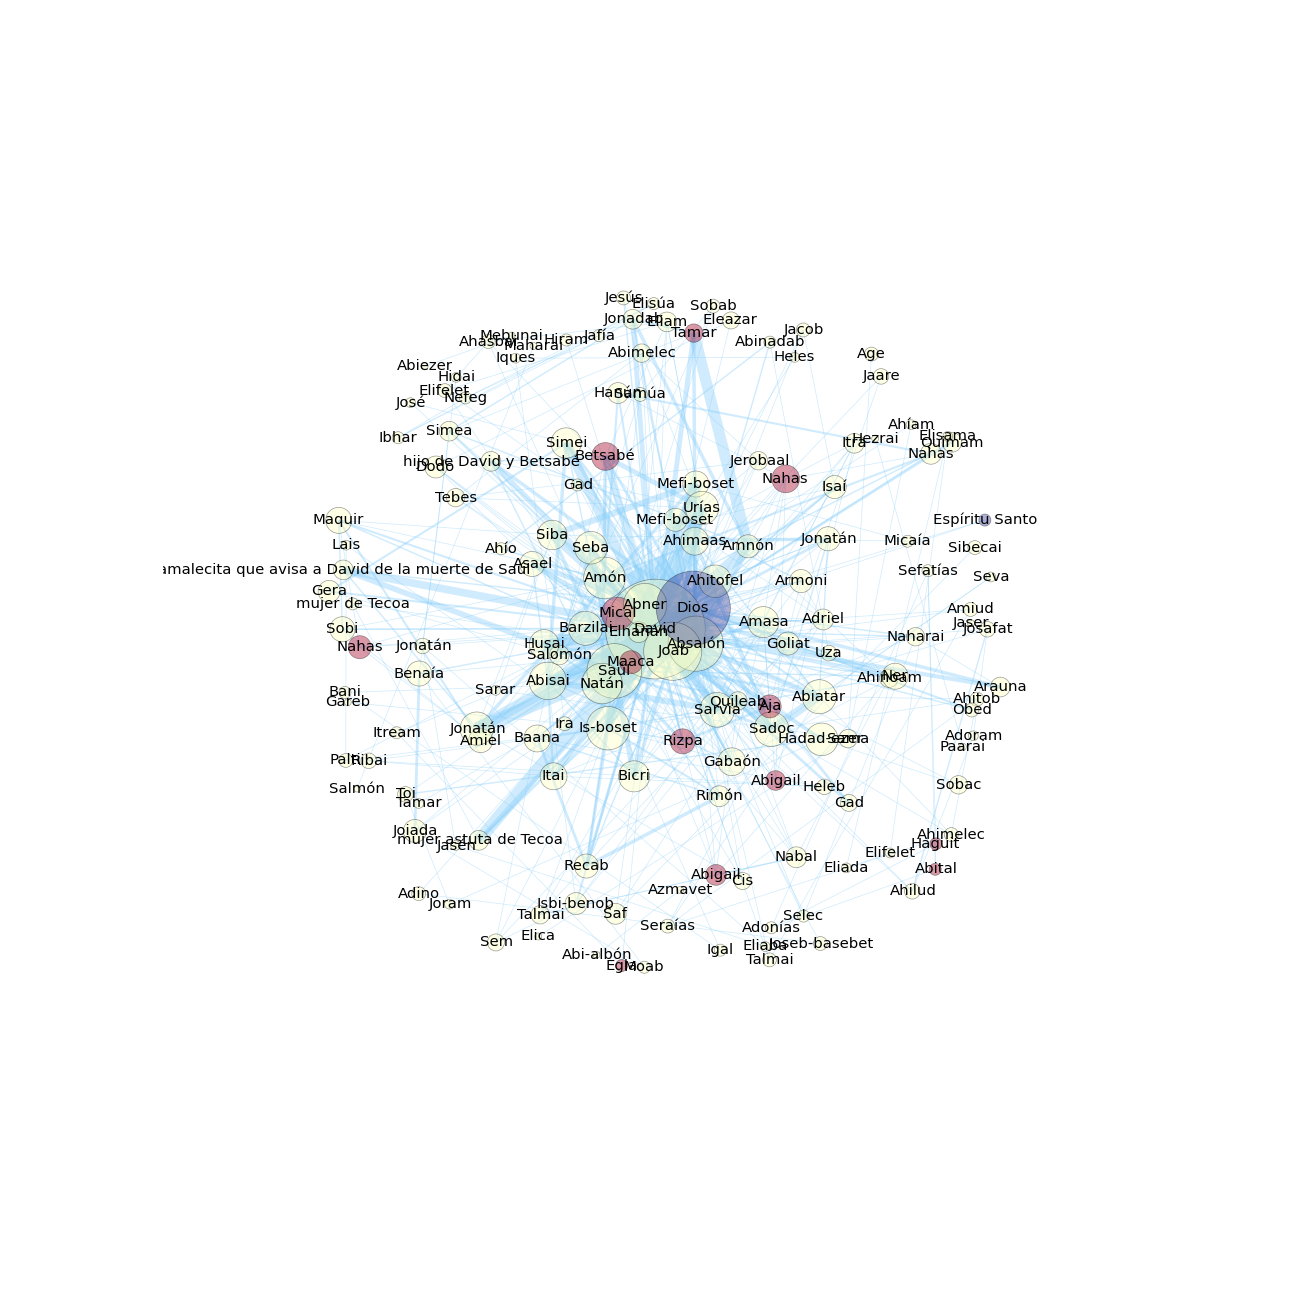 Jesús
Elisúa
Sobab
Jonadab
Eliam
Eleazar
Tamar
Jacob
Mebunai
Jafía
Ahasbai
Hiram
Abinadab
Maharai
Abimelec
Age
Iques
Heles
Abiezer
Hidai
Jaare
Elifelet
Nefeg
Hanún
Samúa
José
Ahíam
Simea
Ibhar
Elisama
Hezrai
Itra
Simei
Quimam
Betsabé
Nahas
hijo de David y Betsabé
Jerobaal
Dodo
Nahas
Gad
Mefi-boset
Isaí
Tebes
Urías
Maquir
Mefi-boset
Espíritu Santo
Siba
Jonatán
Ahimaas
Micaía
Lais
Ahío
Seba
Amnón
Sibecai
Asael
amalecita que avisa a David de la muerte de Saúl
Sefatías
Amón
Ahitofel
Armoni
Seva
Gera
mujer de Tecoa
Abner
Dios
Amiud
Mical
Adriel
Amasa
Jaser
Sobi
Barzilai
David
Josafat
Elhanán
Naharai
Nahas
Jonatán
Husai
Absalón
Goliat
Joab
Uza
Salomón
Maaca
Benaía
Saúl
Ner
Abisai
Natán
Ahinoam
Arauna
Bani
Sarar
Gareb
Quileab
Aja
Abiatar
Ahitob
Sarvia
Obed
Itream
Jonatán
Ira
Is-boset
Sadoc
Amiel
Baana
Rizpa
Hadad-ezer
Sama
Adoram
Paarai
Palti
Ribai
Gabaón
Itai
Bicri
Abigail
Salmón
Heleb
Sobac
Toi
Rimón
Tamar
Gad
Joiada
mujer astuta de Tecoa
Ahimelec
Jasén
Haguit
Elifelet
Nabal
Recab
Eliada
Abital
Abigail
Cis
Adino
Azmavet
Ahilud
Joram
Isbi-benob
Talmai
Saf
Selec
Seraías
Adonías
Elica
Sem
Joseb-basebet
Eliaba
Igal
Abi-albón
Talmai
Egla
Moab